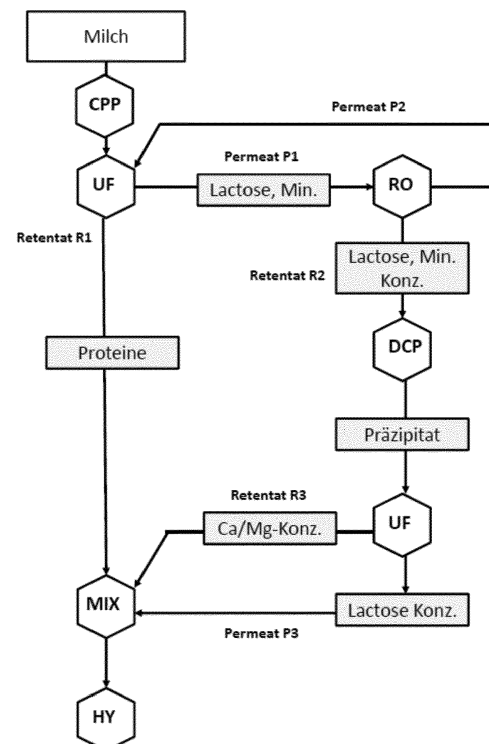 Milch
CPP
Permeat P2
Permeat P1
UF
Lactose, Min.
RO
Retentat R1
Lactose, Min.
Konz.
Retentat R2
DCP
Proteine
Präzipitat
Retentat R3
Ca/Mg-Konz.
UF
MIX
Lactose Konz.
Permeat P3
HY